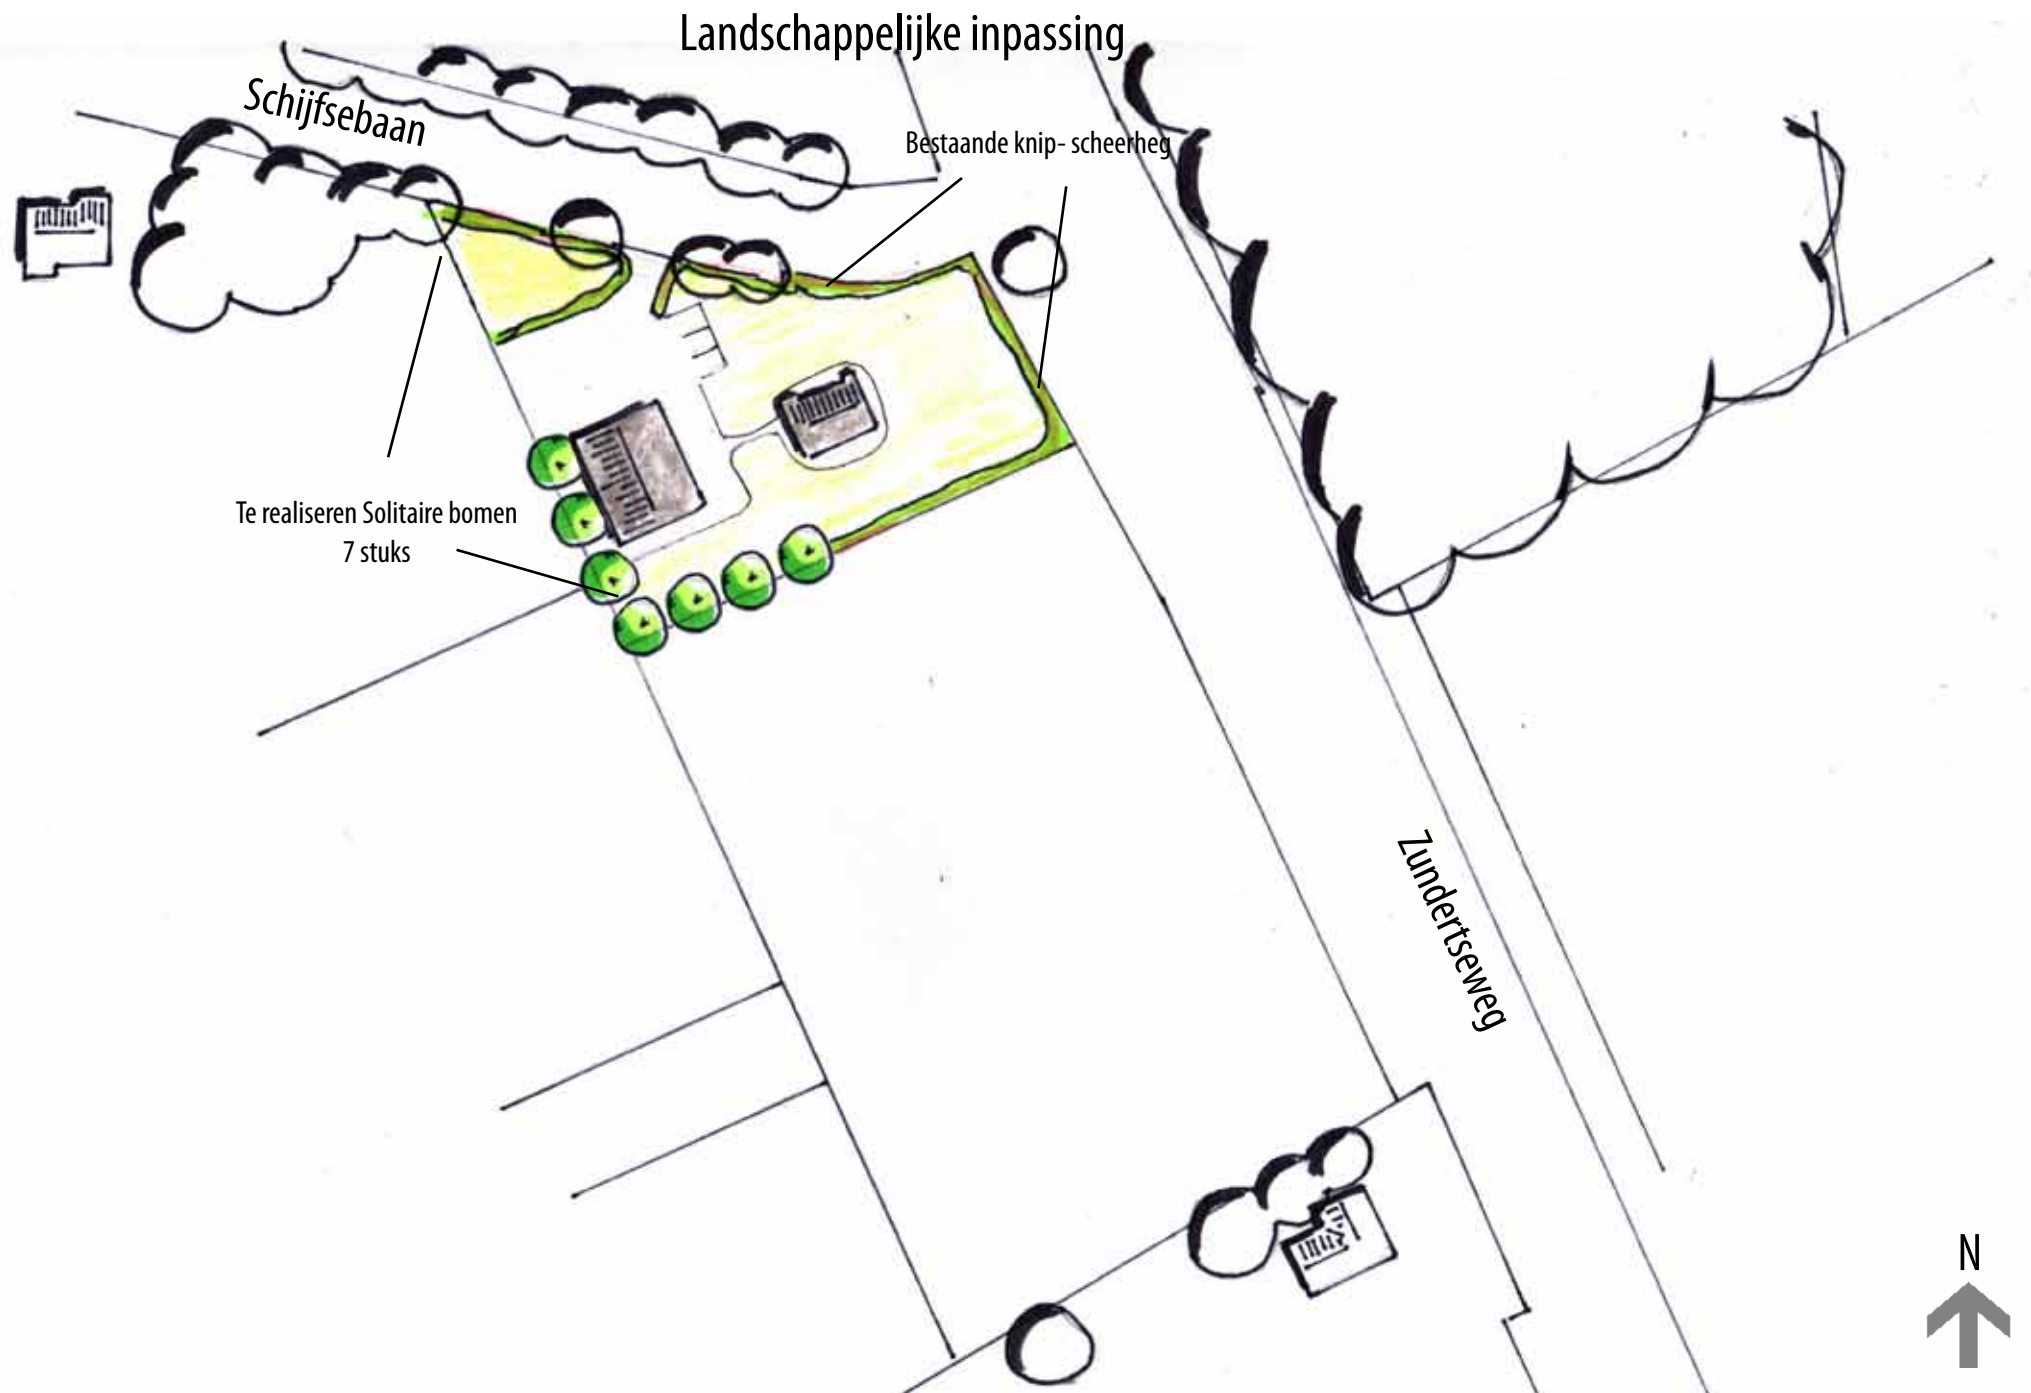 Landschappelijke inpassing
Schijfsebaan
Bestaande knip- scheerheg
Te realiseren Solitaire bomen
7 stuks
Zundertseweg
N